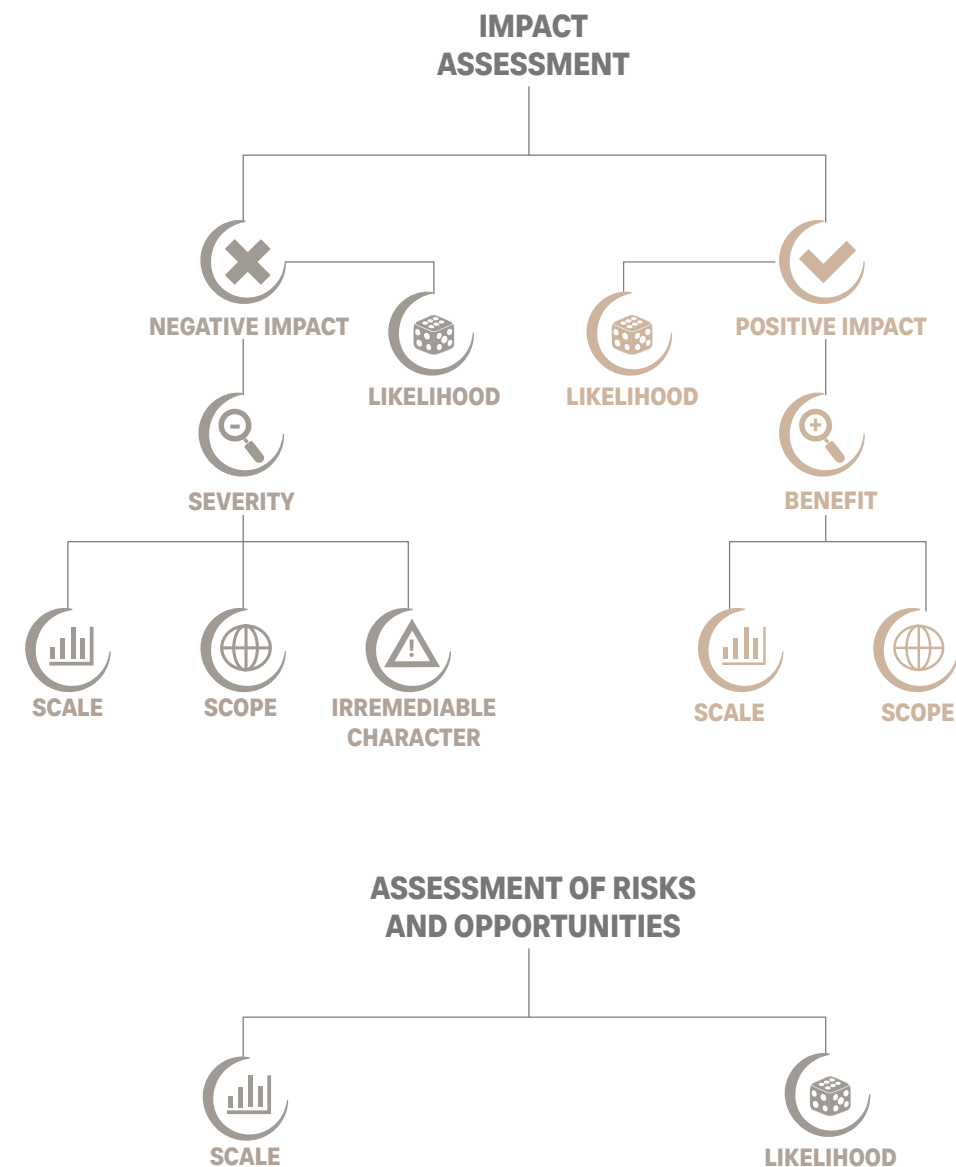 IMPACT
ASSESSMENT
NEGATIVE IMPACT
POSITIVE IMPACT
LIKELIHOOD
LIKELIHOOD
SEVERITY
BENEFIT
SCALE
SCOPE
IRREMEDIABLE
CHARACTER
SCALE
SCOPE
ASSESSMENT OF RISKS
AND OPPORTUNITIES
SCALE
LIKELIHOOD